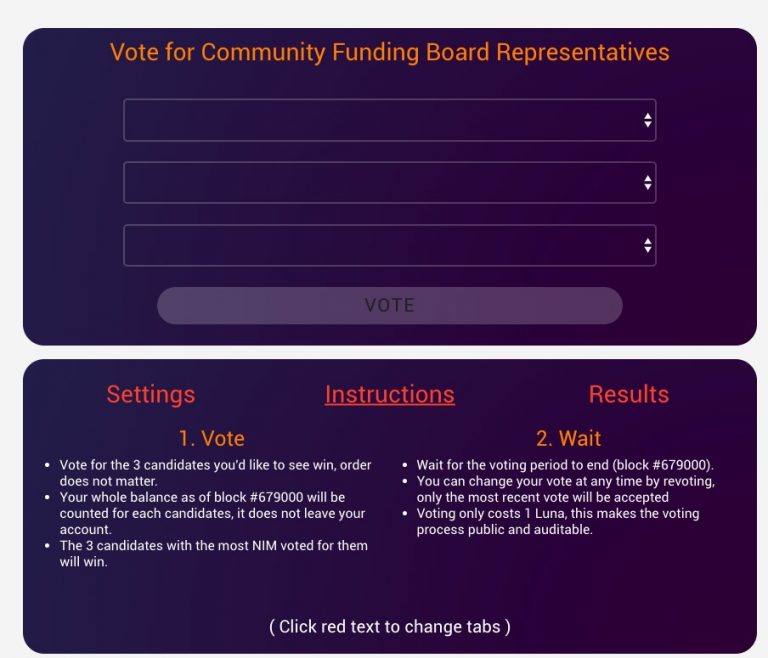 Vote for Community Funding Board Representatives
VOTE
Settings
Instructions
Results
1. Vote
Vote for the 3 candidates you'd like to see win, order
does not matter.
Your whole balance as of block #679000 will be
counted for each candidates, it does not leave your
account.
The 3 candidates with the most NIM voted for them
will win.
2. Wait
Wait for the voting period to end (block #679000).
You can change your vote at any time by revoting,
only the most recent vote will be accepted
Voting only costs 1 Luna, this makes the voting
process public and auditable.
( Click red text to change tabs )